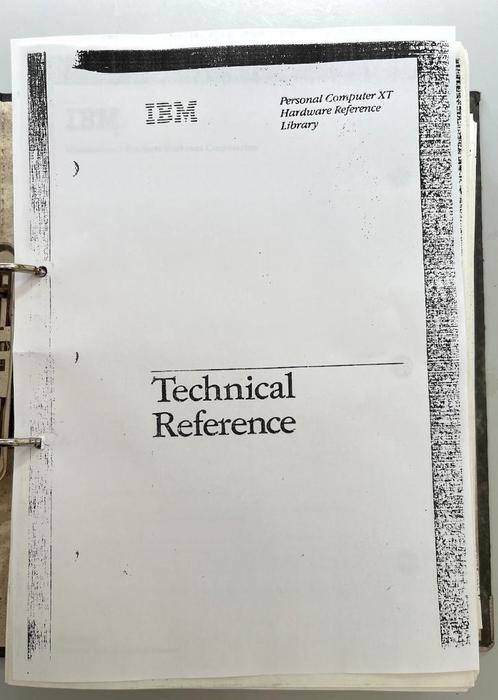 IBM
Personal Computer XT
Hardware Reference
Library
Technical
Reference